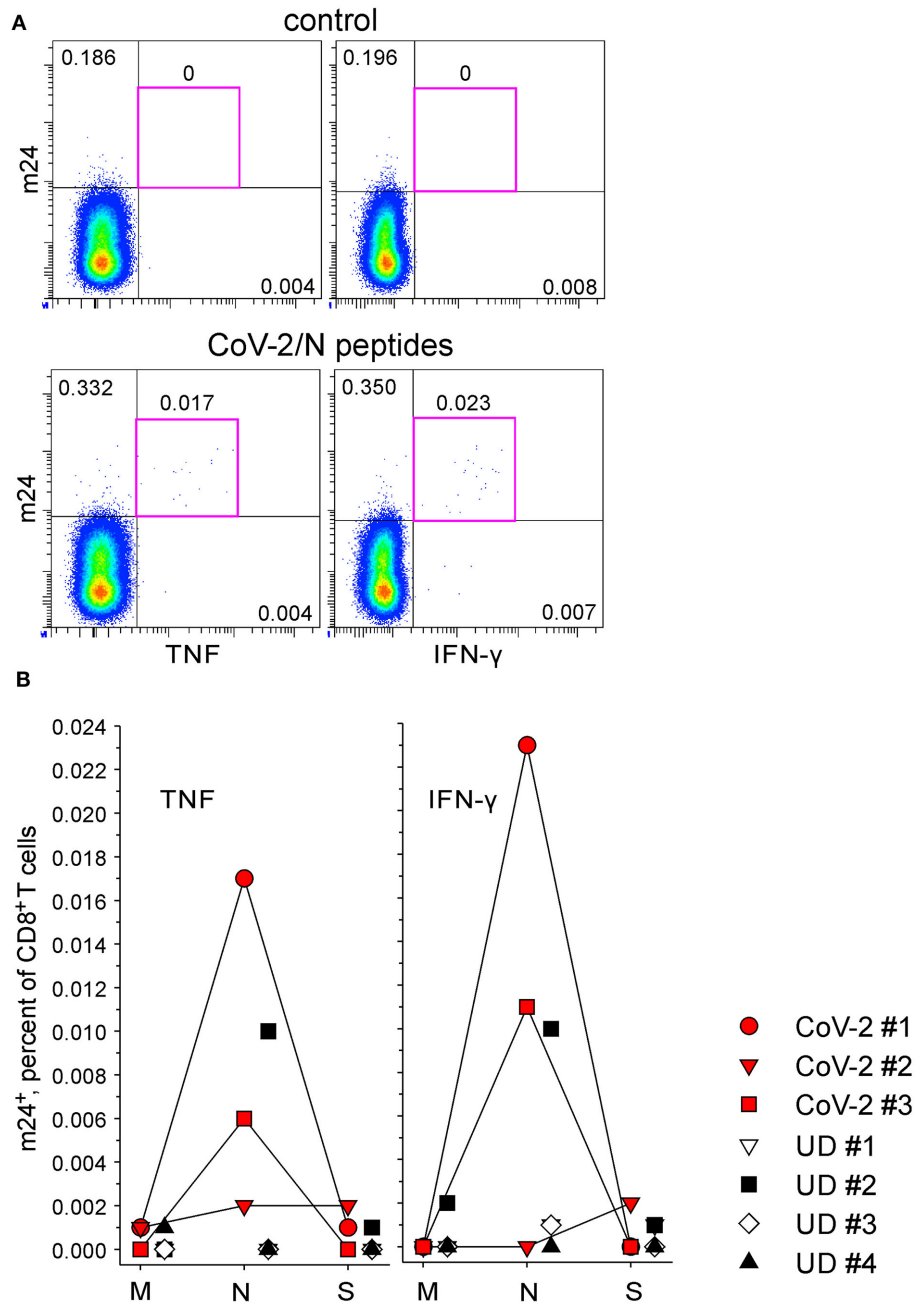 A
control
0.186
0
0.196
0
m24
0.004
0.008
CoV-2/N peptides
0.332
0.017
0.350
0.023
m24
0.004
0.007
TNF
IFN-γ
B
0.024
0.022
0.020
0.018
0.016
0.014
0.012
0.010
0.008
0.006
0.004
0.002
0.000
m24⁺, percent of CD8⁺T cells
TNF
IFN-γ
M
N
S
M
N
S
CoV-2 #1
CoV-2 #2
CoV-2 #3
UD #1
UD #2
UD #3
UD #4